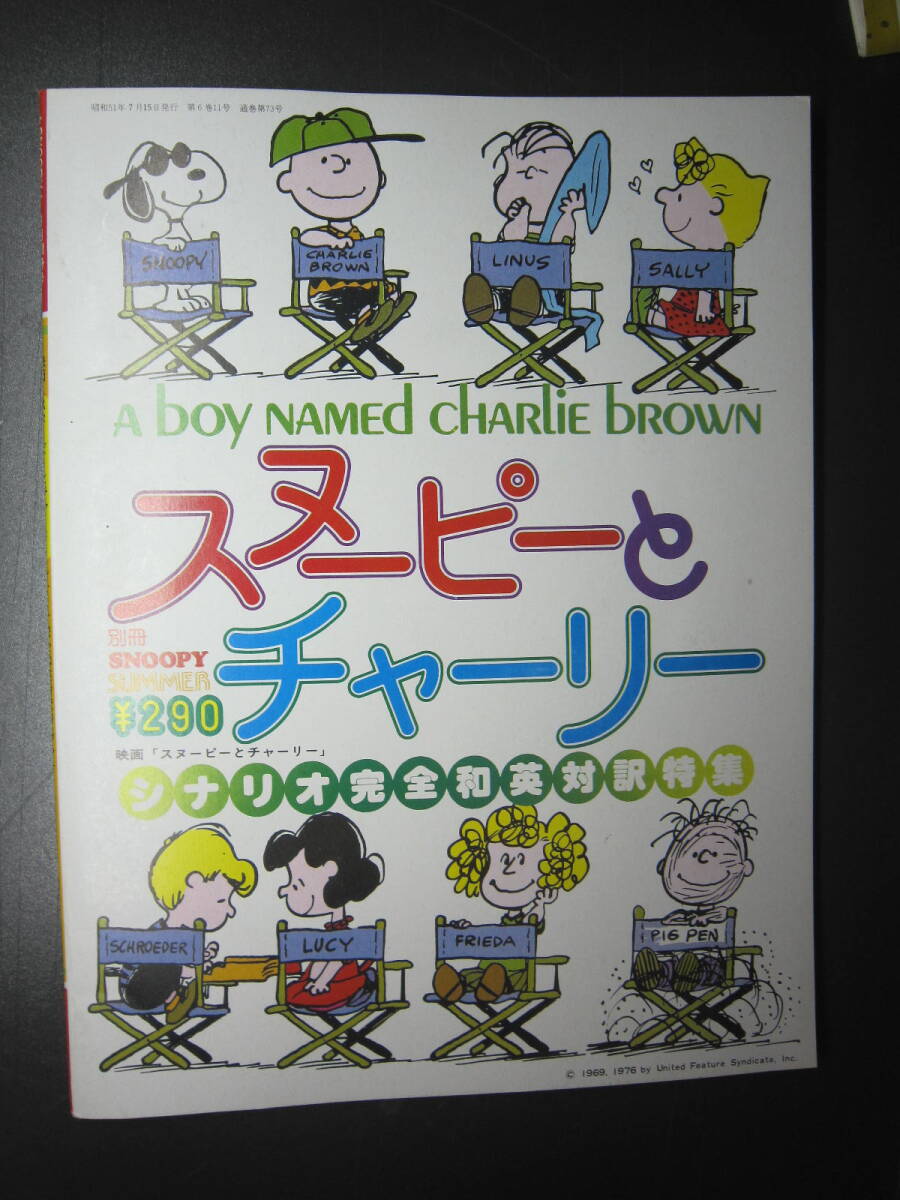 昭和51年7月15日発行 第6巻11号 通巻第73号
SNOOPY
CHARLIE BROWN
LINUS
SALLY
A boy NAMEd CHARLIE bROWN
スヌーピーと
チャーリー
別冊
SNOOPY
SUMMER
¥290
映画「スヌーピーとチャーリー」
シナリオ完全和英対訳特集
SCHROEDER
LUCY
FRIEDA
PIG PEN
© 1969, 1976 by United Feature Syndicate, Inc.